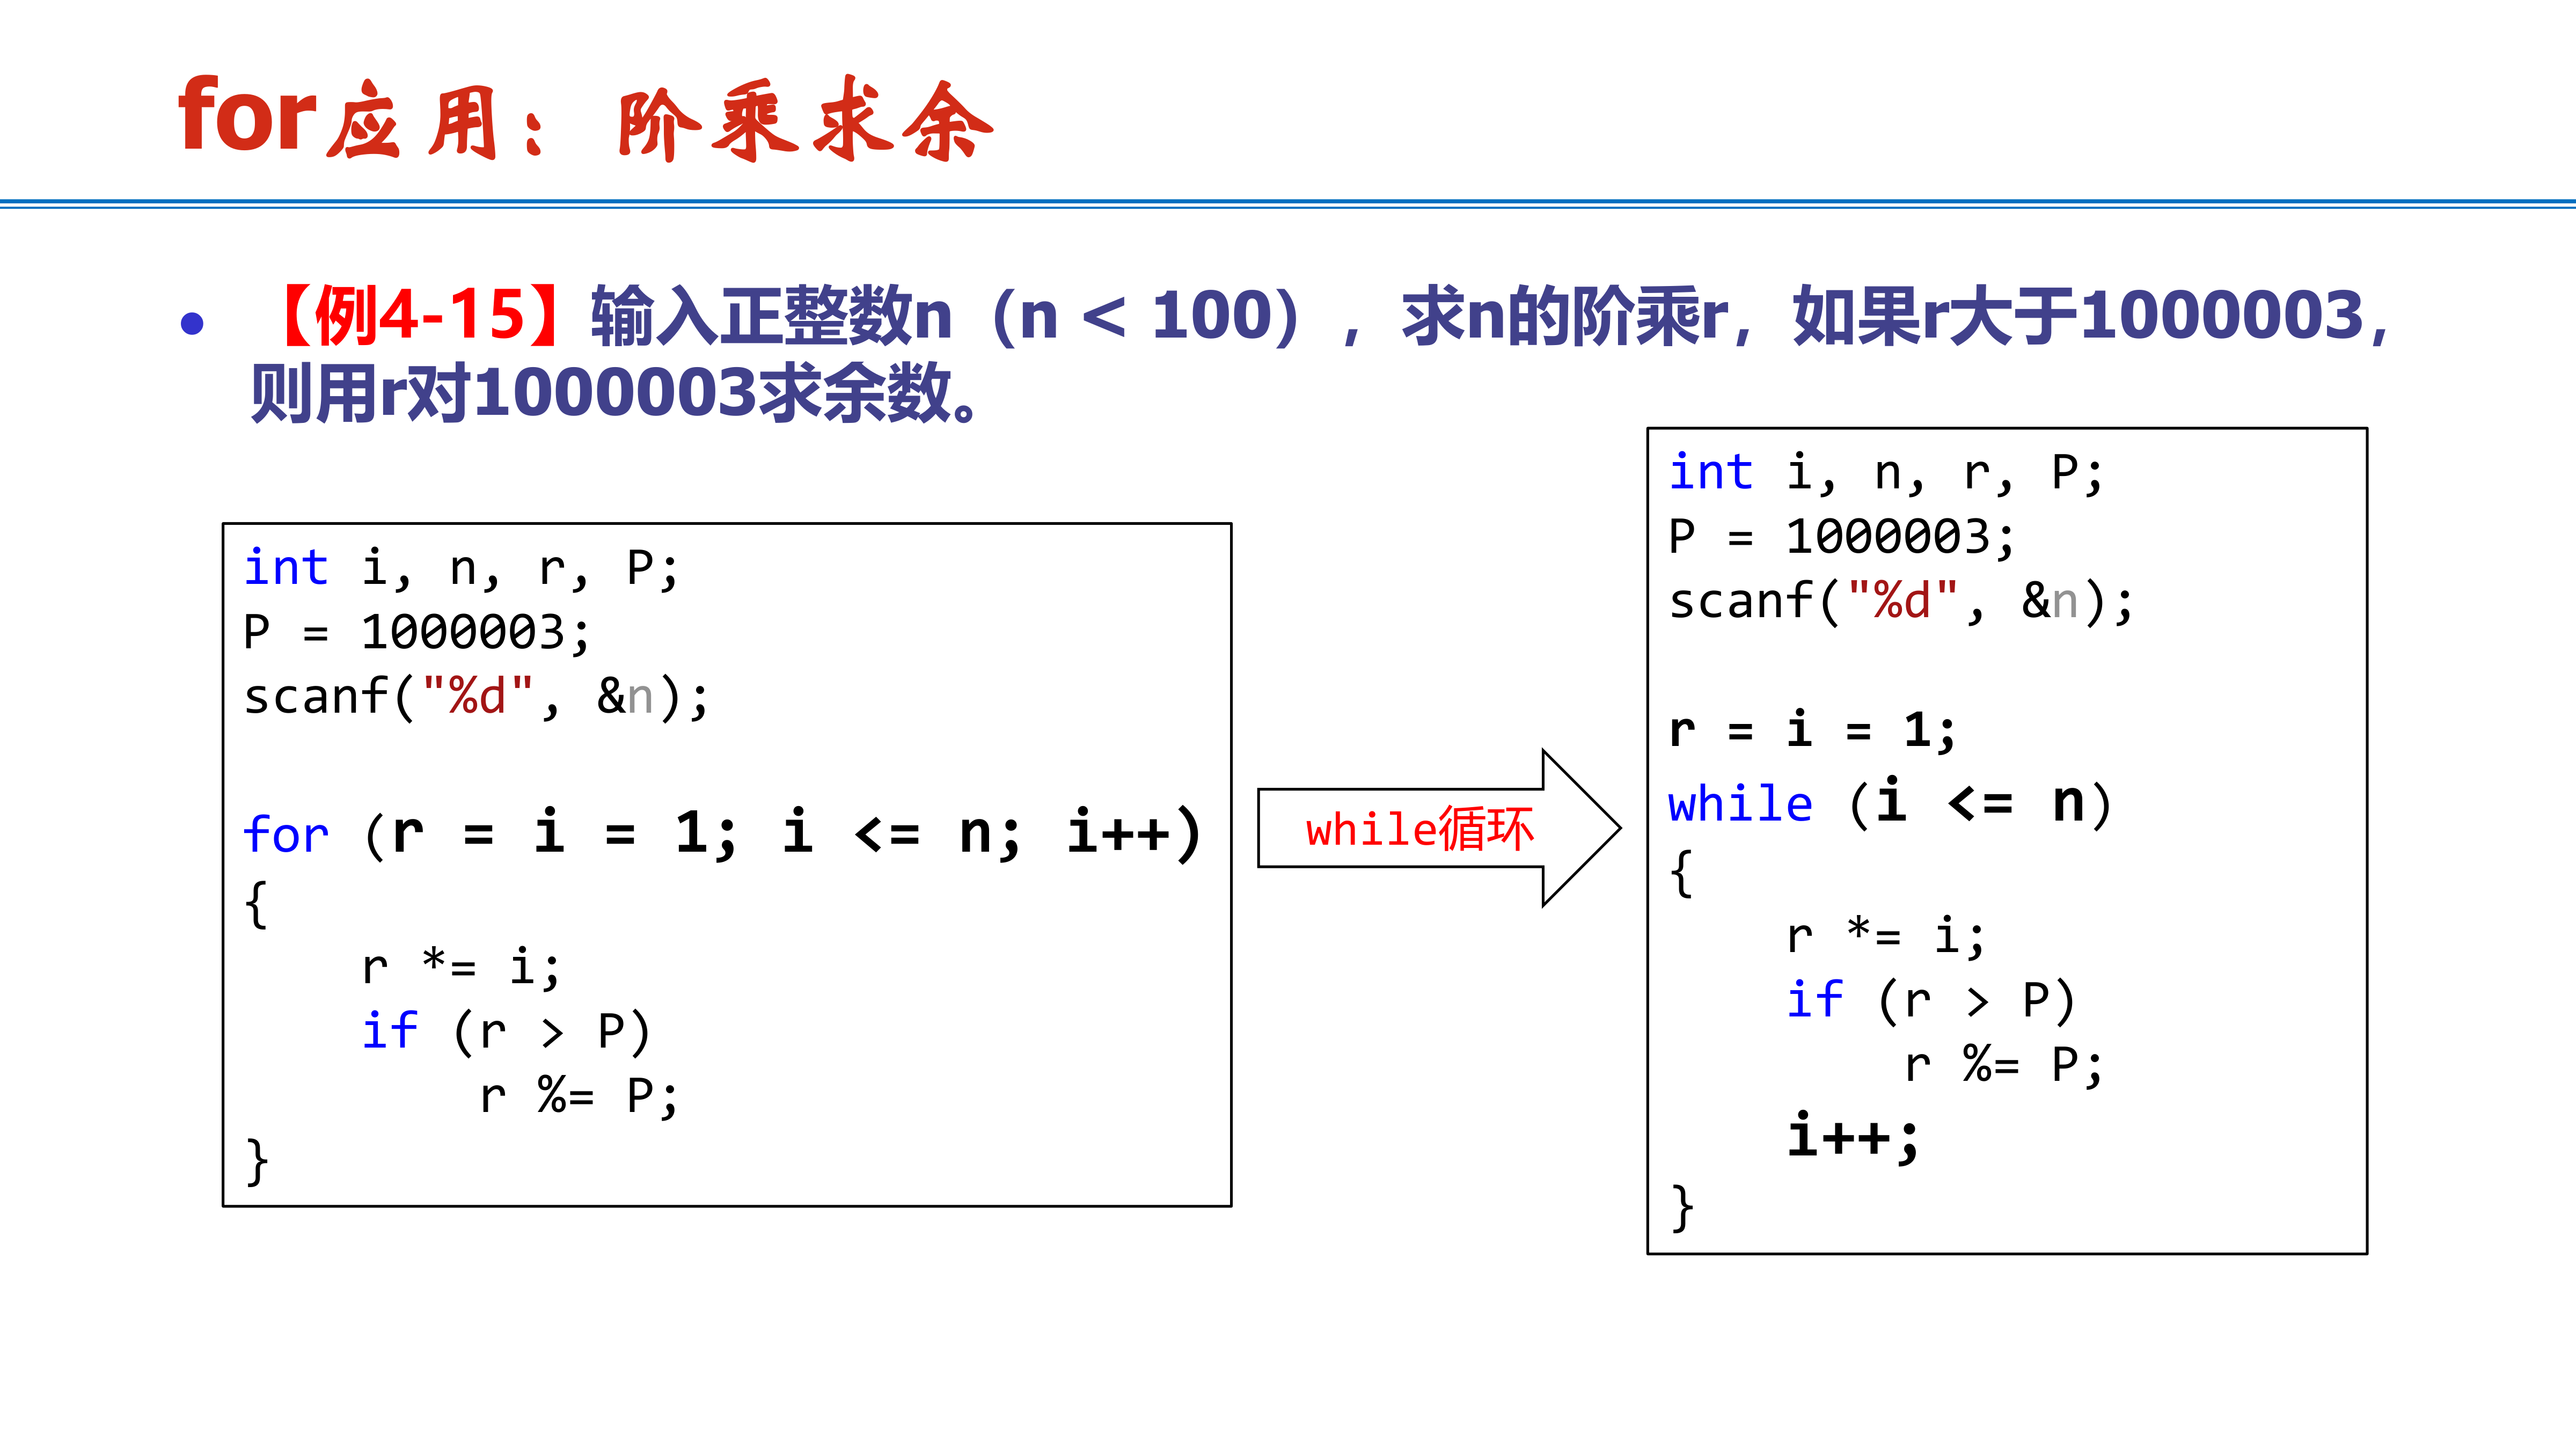 for应用：阶乘求余
• 【例4-15】输入正整数n（n < 100），求n的阶乘r，如果r大于1000003，
则用r对1000003求余数。
int i, n, r, P;
P = 1000003;
scanf("%d", &n);
for (r = i = 1; i <= n; i++)
{
    r *= i;
    if (r > P)
        r %= P;
}
while循环
int i, n, r, P;
P = 1000003;
scanf("%d", &n);
r = i = 1;
while (i <= n)
{
    r *= i;
    if (r > P)
        r %= P;
    i++;
}